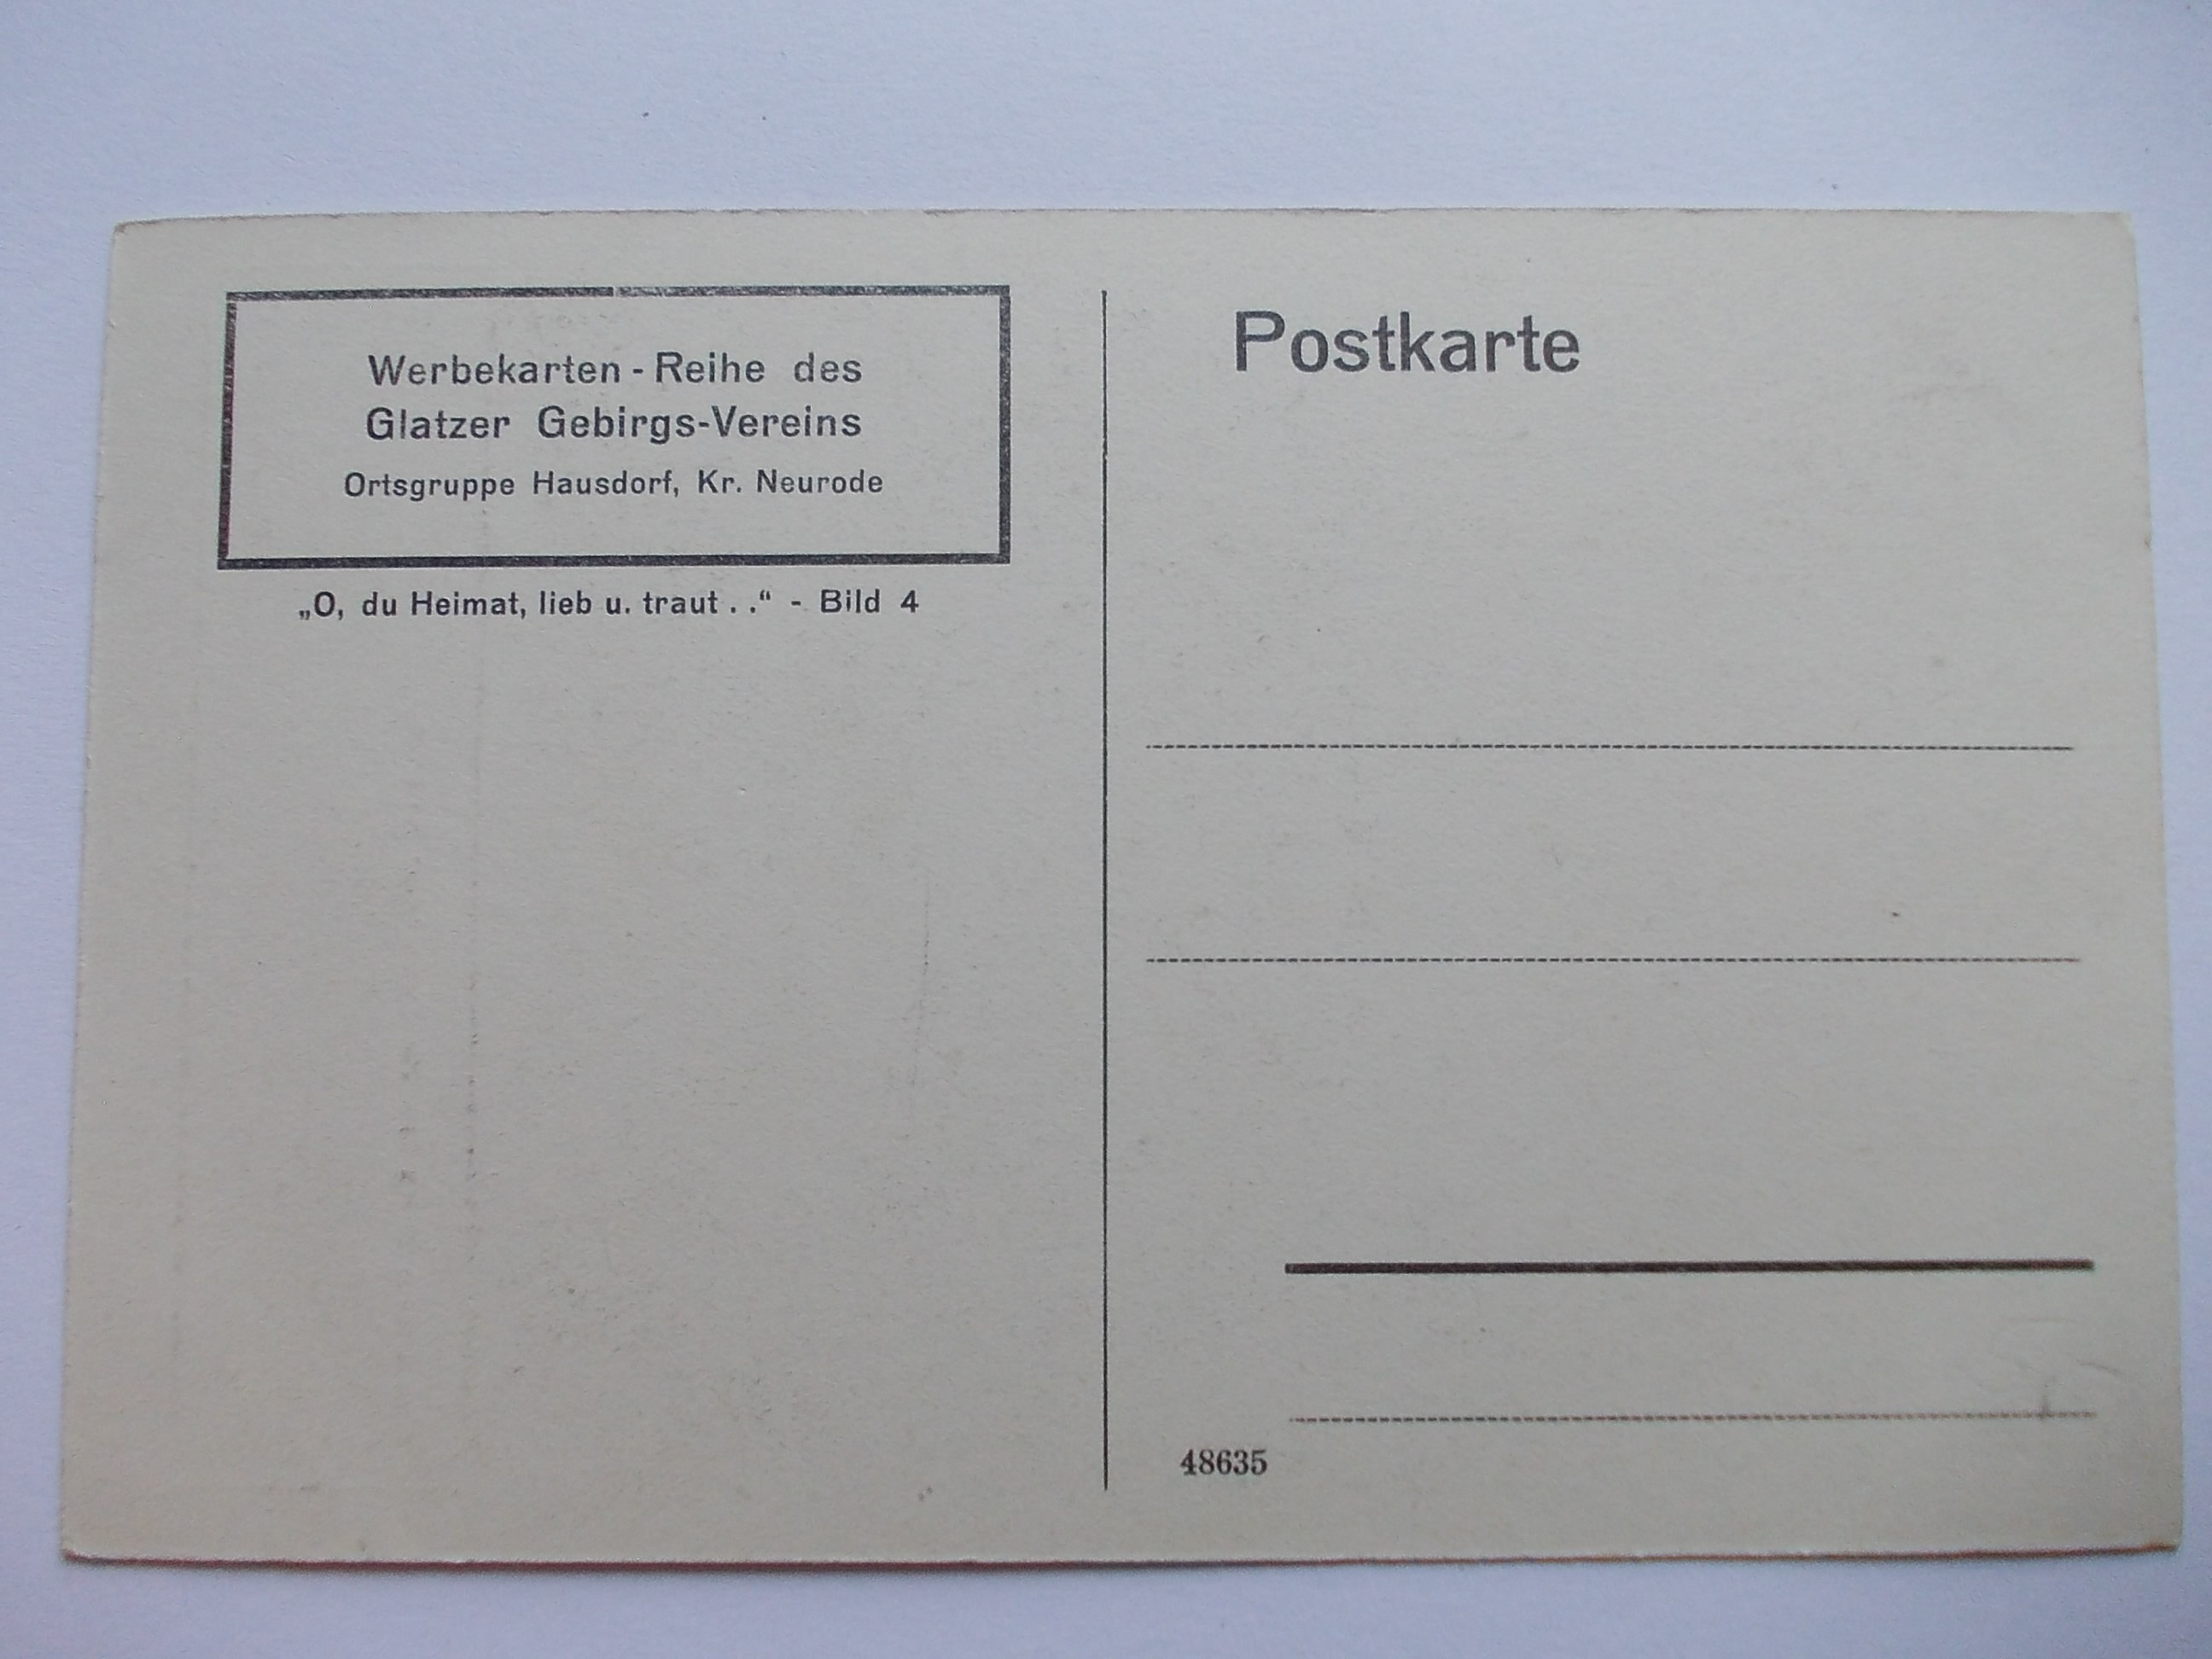 Werbekarten - Reihe des
Glatzer Gebirgs-Vereins
Ortsgruppe Hausdorf, Kr. Neurode
„O, du Heimat, lieb u. traut . .“ - Bild 4
Postkarte
48635